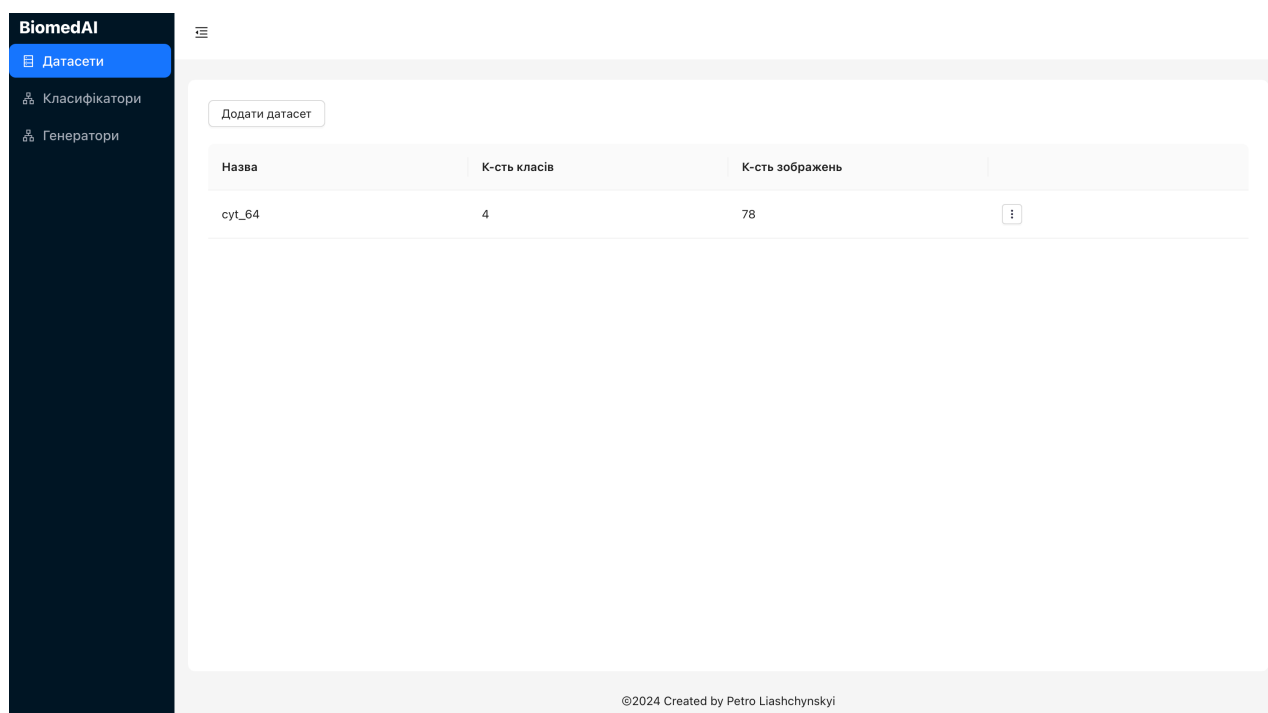 BiomedAI
Датасети
Класифікатори
Генератори
Додати датасет
Назва К-сть класів К-сть зображень
cyt_64 4 78
©2024 Created by Petro Liashchynskyi